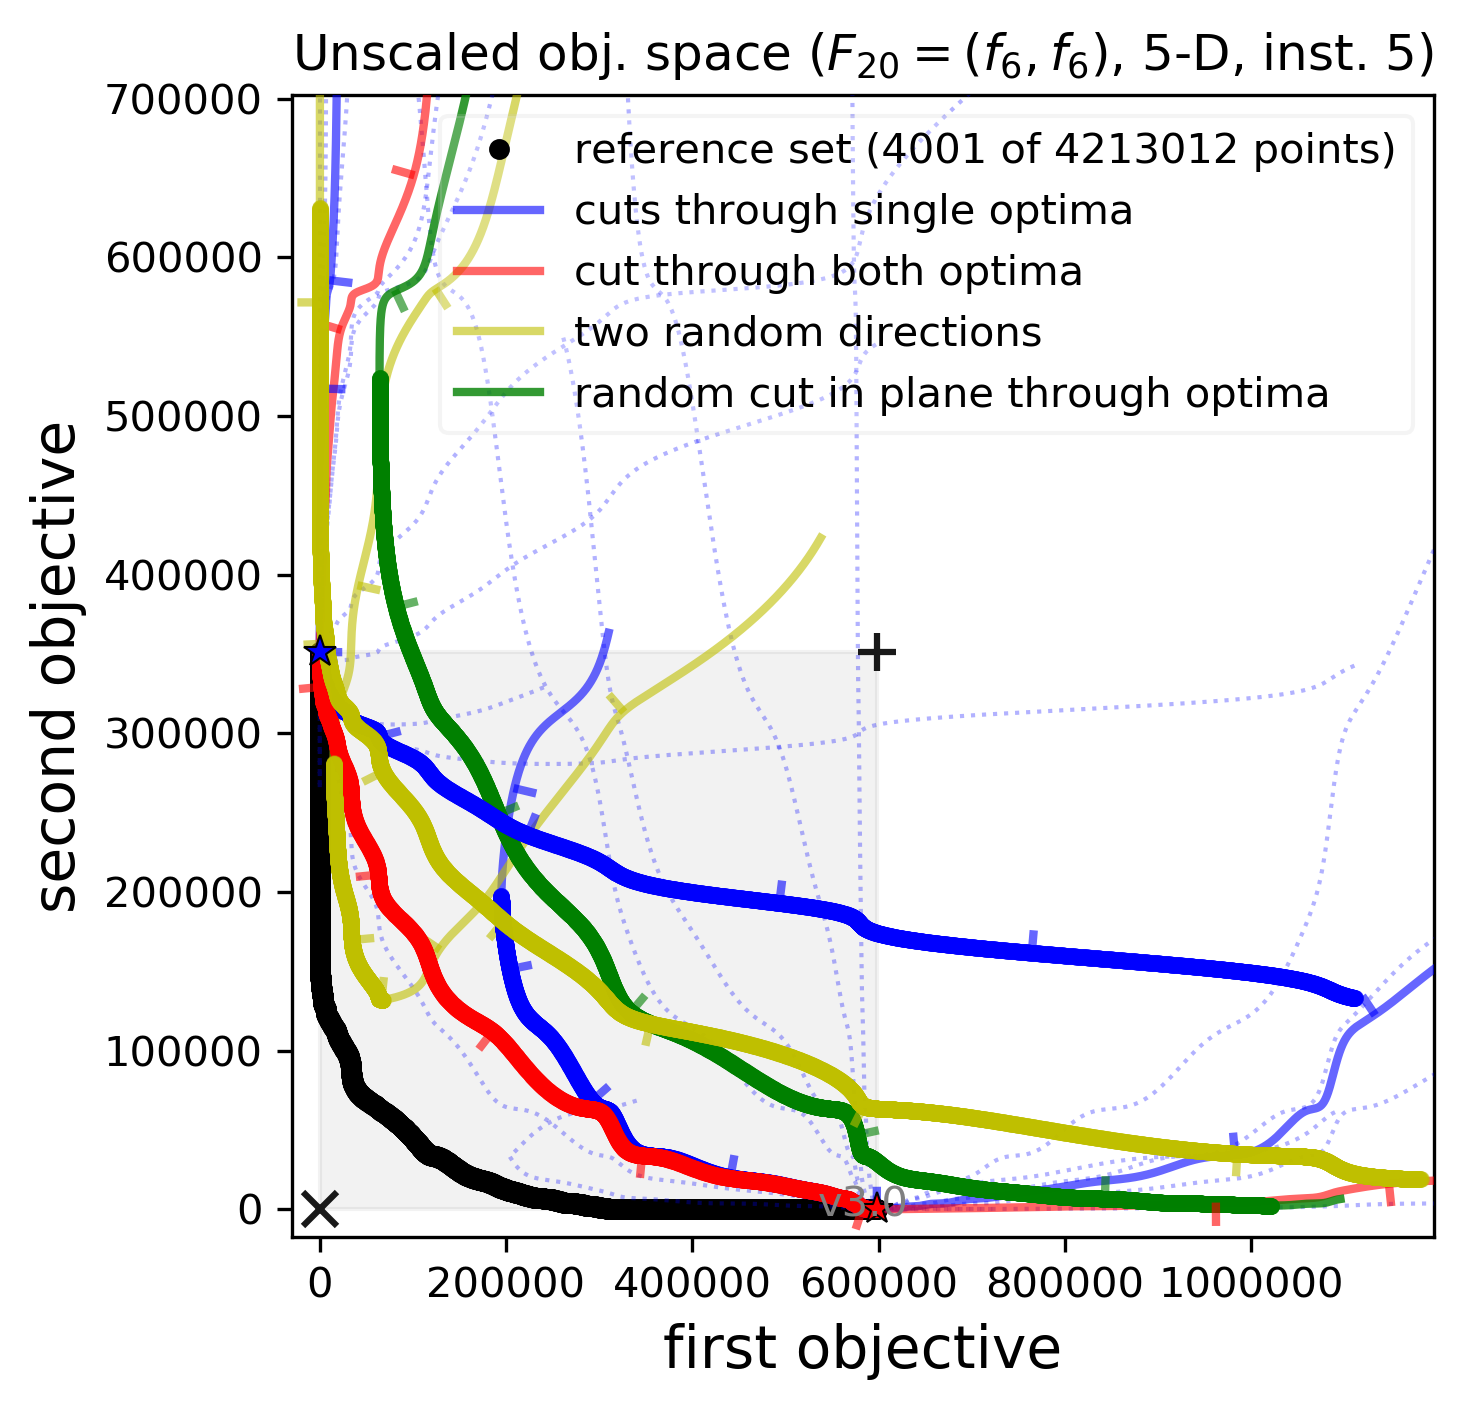 Unscaled obj. space (F₂₀ = (f₆, f₆), 5-D, inst. 5)
reference set (4001 of 4213012 points)
cuts through single optima
cut through both optima
two random directions
random cut in plane through optima
700000
600000
500000
400000
300000
200000
100000
0
second objective
v3.0
0
200000
400000
600000
800000
1000000
first objective